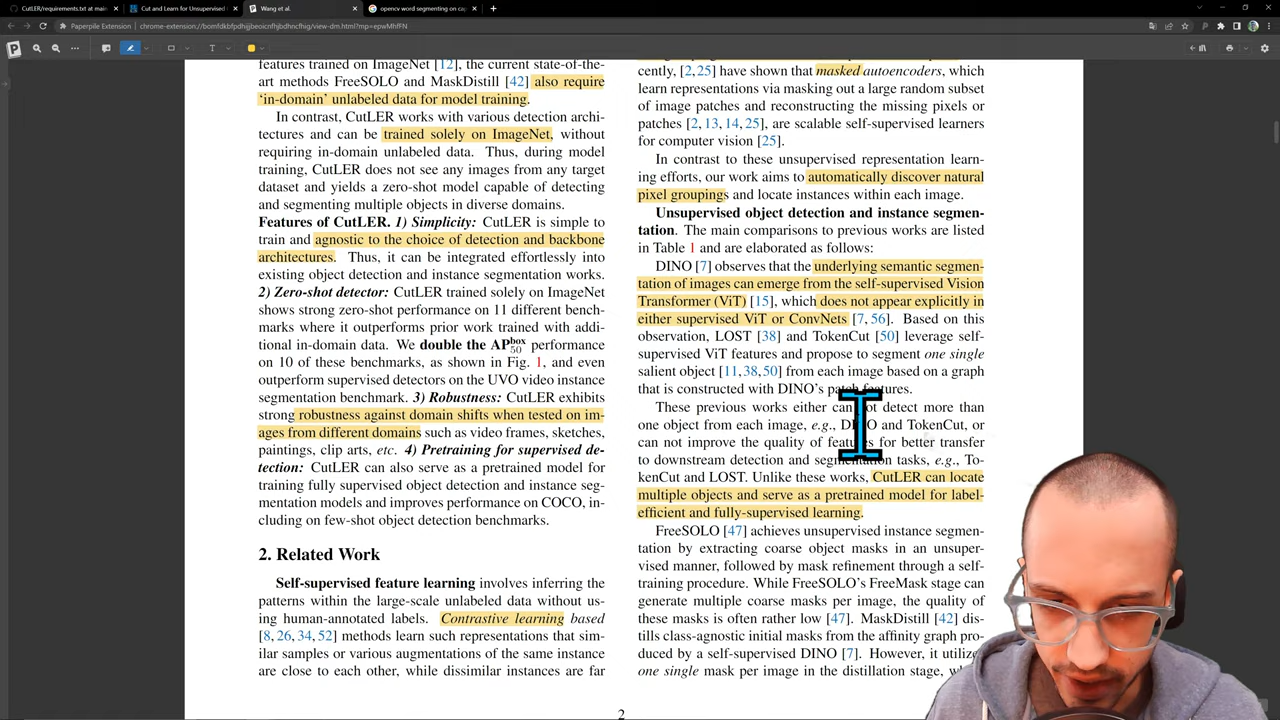 CutLER/requirements.txt at main
Cut and Learn for Unsupervised
Wang et al.
opencv word segmenting on
Paperpile Extension
features trained on ImageNet [12], the current state-of-the-
art methods FreeSOLO and MaskDistill [42] also require
'in-domain' unlabeled data for model training.
In contrast, CutLER works with various detection archi-
tectures and can be trained solely on ImageNet, without
requiring in-domain unlabeled data. Thus, during model
training, CutLER does not see any images from any target
dataset and yields a zero-shot model capable of detecting
and segmenting multiple objects in diverse domains.
Features of CutLER. 1) Simplicity: CutLER is simple to
train and agnostic to the choice of detection and backbone
architectures. Thus, it can be integrated effortlessly into
existing object detection and instance segmentation works.
2) Zero-shot detector: CutLER trained solely on ImageNet
shows strong zero-shot performance on 11 different bench-
marks where it outperforms prior work trained with addi-
tional in-domain data. We double the AP50box performance
on 10 of these benchmarks, as shown in Fig. 1, and even
outperform supervised detectors on the UVO video instance
segmentation benchmark. 3) Robustness: CutLER exhibits
strong robustness against domain shifts when tested on im-
ages from different domains such as video frames, sketches,
paintings, clip arts, etc. 4) Pretraining for supervised de-
tection: CutLER can also serve as a pretrained model for
training fully supervised object detection and instance seg-
mentation models and improves performance on COCO, in-
cluding on few-shot object detection benchmarks.
2. Related Work
Self-supervised feature learning involves inferring the
patterns within the large-scale unlabeled data without us-
ing human-annotated labels. Contrastive learning based
[8, 26, 34, 52] methods learn such representations that sim-
ilar samples or various augmentations of the same instance
are close to each other, while dissimilar instances are far
cently, [2, 25] have shown that masked autoencoders, which
learn representations via masking out a large random subset
of image patches and reconstructing the missing pixels or
patches [2, 13, 14, 25], are scalable self-supervised learners
for computer vision [25].
In contrast to these unsupervised representation learn-
ing efforts, our work aims to automatically discover natural
pixel groupings and locate instances within each image.
Unsupervised object detection and instance segmen-
tation. The main comparisons to previous works are listed
in Table 1 and are elaborated as follows:
DINO [7] observes that the underlying semantic segmen-
tation of images can emerge from the self-supervised Vision
Transformer (ViT) [15], which does not appear explicitly in
either supervised ViT or ConvNets [7, 56]. Based on this
observation, LOST [38] and TokenCut [50] leverage self-
supervised ViT features and propose to segment one single
salient object [11, 38, 50] from each image based on a graph
that is constructed with DINO's patch features.
These previous works either can not detect more than
one object from each image, e.g., DINO and TokenCut, or
can not improve the quality of features for better transfer
to downstream detection and segmentation tasks, e.g., To-
kenCut and LOST. Unlike these works, CutLER can locate
multiple objects and serve as a pretrained model for label-
efficient and fully-supervised learning.
FreeSOLO [47] achieves unsupervised instance segmen-
tation by extracting coarse object masks in an unsuper-
vised manner, followed by mask refinement through a self-
training procedure. While FreeSOLO's FreeMask stage can
generate multiple coarse masks per image, the quality of
these masks is often rather low [47]. MaskDistill [42] dis-
tills class-agnostic initial masks from the affinity graph pro-
duced by a self-supervised DINO [7]. However, it
one single mask per image in the distillation stage,
2